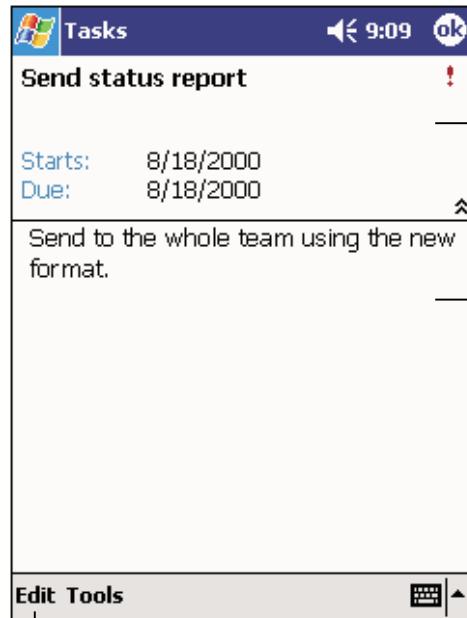 Tasks 9:09 ok
Send status report !
Starts: 8/18/2000
Due: 8/18/2000
Send to the whole team using the new
format.
Edit Tools